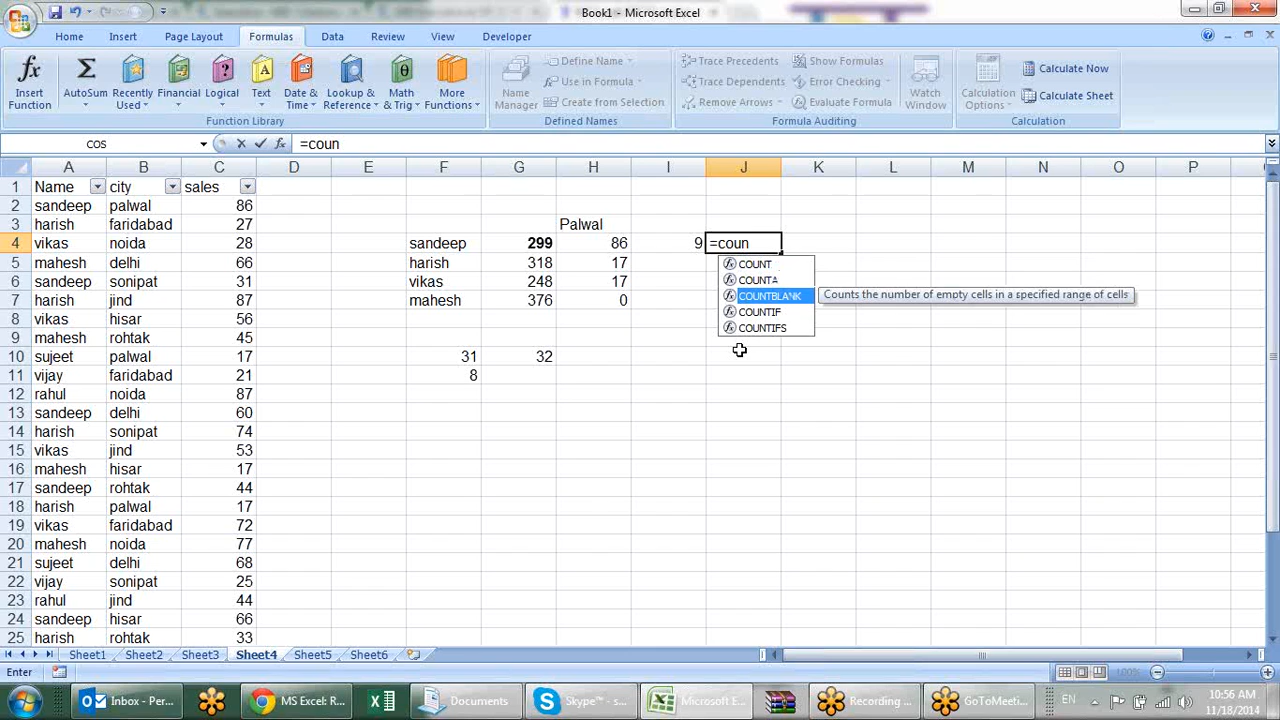 Book1 - Microsoft Excel
Home Insert Page Layout Formulas Data Review View Developer
Insert Function
AutoSum
Recently Used
Financial
Logical
Text
Date & Time
Lookup & Reference
Math & Trig
More Functions
Function Library
Name Manager
Define Name
Use in Formula
Create from Selection
Defined Names
Trace Precedents
Trace Dependents
Remove Arrows
Show Formulas
Error Checking
Evaluate Formula
Formula Auditing
Watch Window
Calculation Options
Calculate Now
Calculate Sheet
Calculation
COS =coun
A B C D E F G H I J K L M N O P
1 Name city sales
2 sandeep palwal 86
3 harish faridabad 27 Palwal
4 vikas noida 28 sandeep 299 86 9 =coun
5 mahesh delhi 66 harish 318 17
6 sandeep sonipat 31 vikas 248 17
7 harish jind 87 mahesh 376 0
8 vikas hisar 56
9 mahesh rohtak 45
10 sujeet palwal 17 31 32
11 vijay faridabad 21 8
12 rahul noida 87
13 sandeep delhi 60
14 harish sonipat 74
15 vikas jind 53
16 mahesh hisar 17
17 sandeep rohtak 44
18 harish palwal 17
19 vikas faridabad 72
20 mahesh noida 77
21 sujeet delhi 68
22 vijay sonipat 25
23 rahul jind 44
24 sandeep hisar 66
25 harish rohtak 33
COUNT
COUNTA
COUNTBLANK
COUNTIF
COUNTIFS
Counts the number of empty cells in a specified range of cells
Sheet1 Sheet2 Sheet3 Sheet4 Sheet5 Sheet6
Enter 100%
Inbox - Per... MS Excel: R... Documents Skype™ - s... Microsoft E... Recording ... GoToMeeti... EN 10:56 AM
11/18/2014